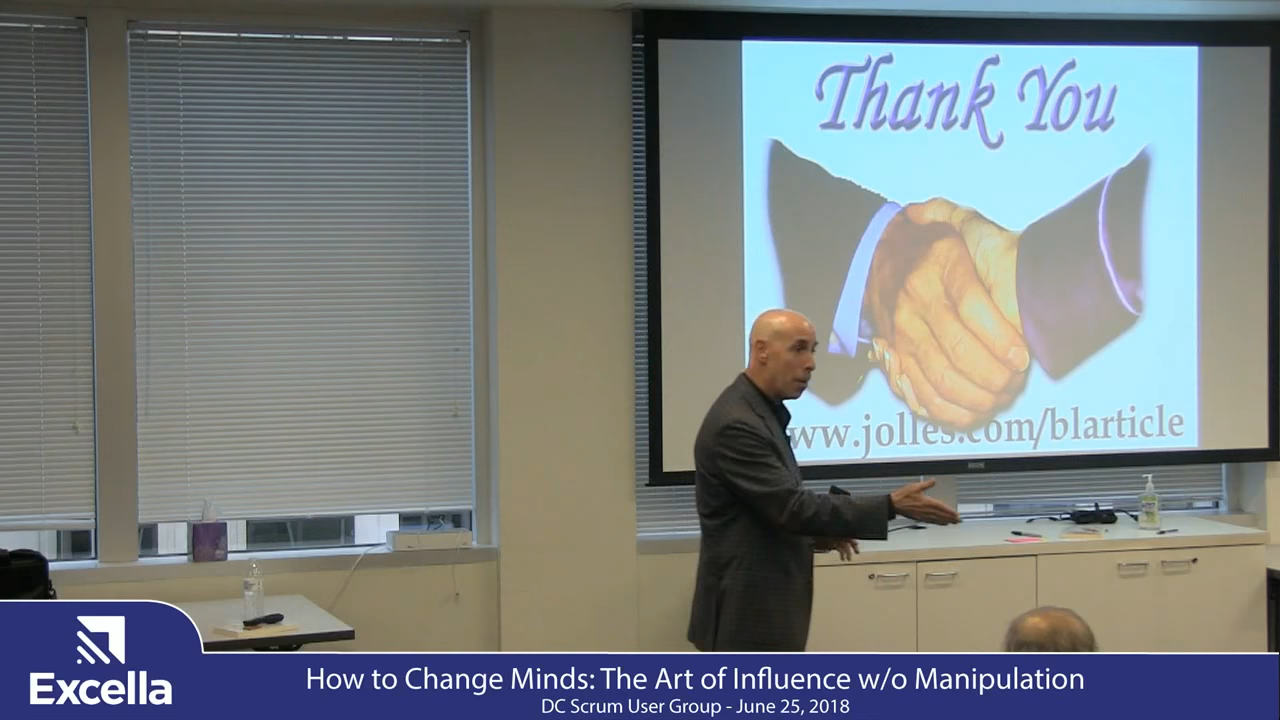 Thank You
www.jolles.com/blarticle
Excella
How to Change Minds: The Art of Influence w/o Manipulation
DC Scrum User Group - June 25, 2018